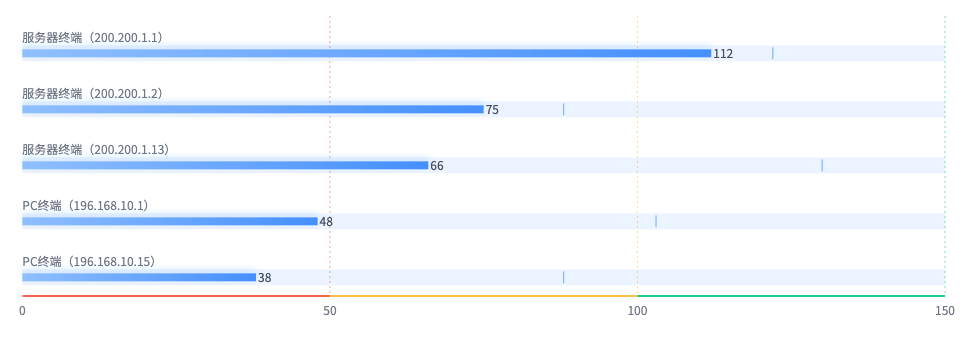 服务器终端（200.200.1.1）
112
服务器终端（200.200.1.2）
75
服务器终端（200.200.1.13）
66
PC终端（196.168.10.1）
48
PC终端（196.168.10.15）
38
0 50 100 150